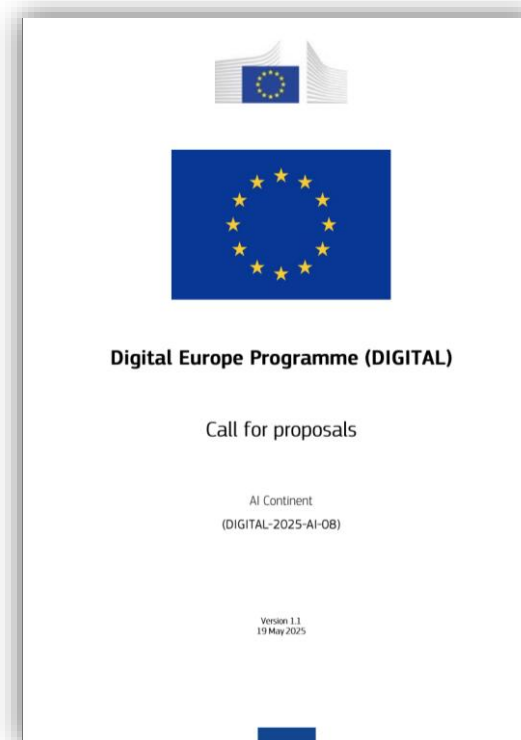 Digital Europe Programme (DIGITAL)
Call for proposals
AI Continent
(DIGITAL-2025-AI-08)
Version 1.1
19 May 2025